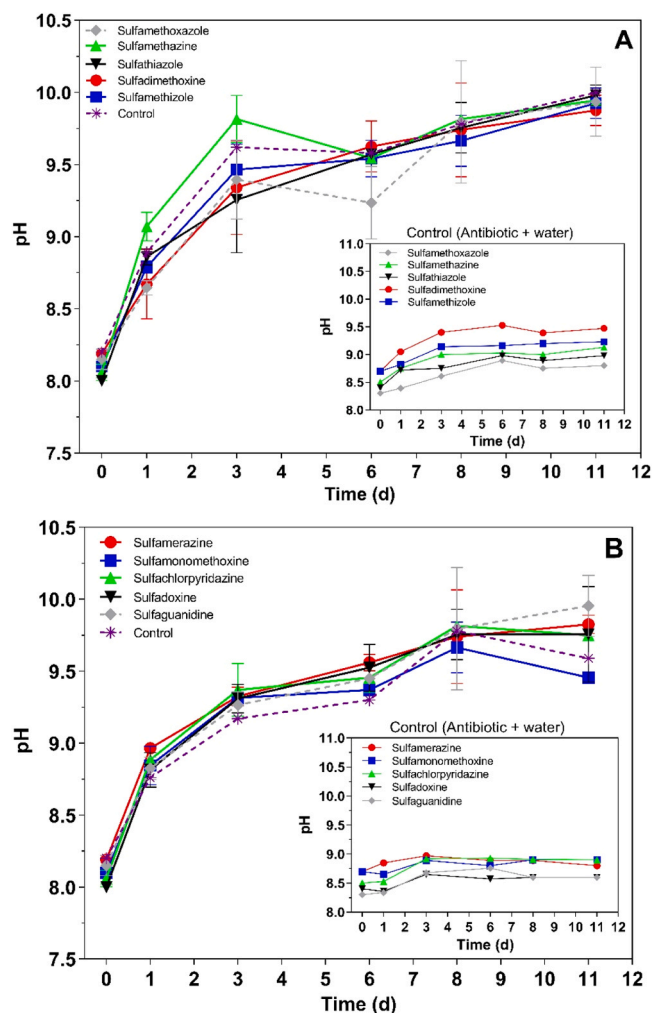 A
Sulfamethoxazole
Sulfamethazine
Sulfathiazole
Sulfadimethoxine
Sulfamethizole
Control
10.5
10.0
9.5
9.0
8.5
8.0
7.5
pH
0 1 2 3 4 5 6 7 8 9 10 11 12
Time (d)
Control (Antibiotic + water)
Sulfamethoxazole
Sulfamethazine
Sulfathiazole
Sulfadimethoxine
Sulfamethizole
11.0
10.5
10.0
9.5
9.0
8.5
8.0
pH
0 1 2 3 4 5 6 7 8 9 10 11 12
Time (d)
B
Sulfamerazine
Sulfamonomethoxine
Sulfachlorpyridazine
Sulfadoxine
Sulfaguanidine
Control
10.5
10.0
9.5
9.0
8.5
8.0
7.5
pH
0 1 2 3 4 5 6 7 8 9 10 11 12
Time (d)
Control (Antibiotic + water)
Sulfamerazine
Sulfamonomethoxine
Sulfachlorpyridazine
Sulfadoxine
Sulfaguanidine
11.0
10.5
10.0
9.5
9.0
8.5
8.0
pH
0 1 2 3 4 5 6 7 8 9 10 11 12
Time (d)